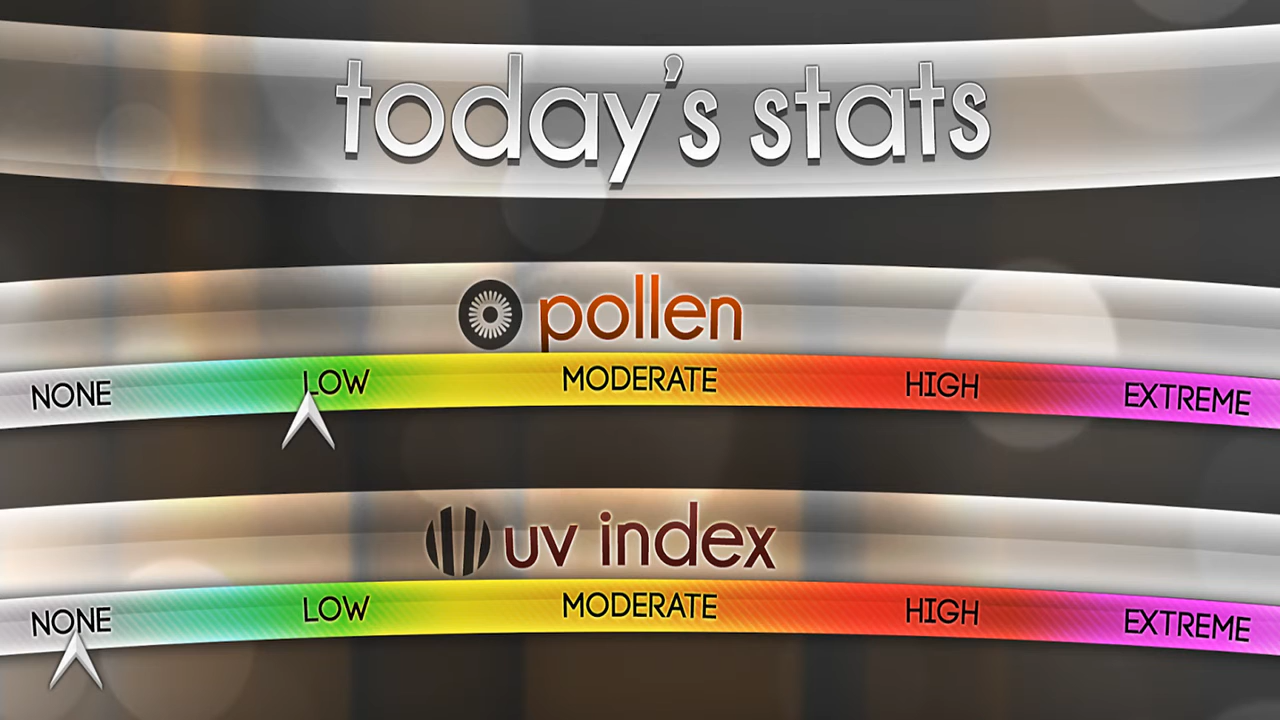 today's stats
pollen
NONE LOW MODERATE HIGH EXTREME
uv index
NONE LOW MODERATE HIGH EXTREME